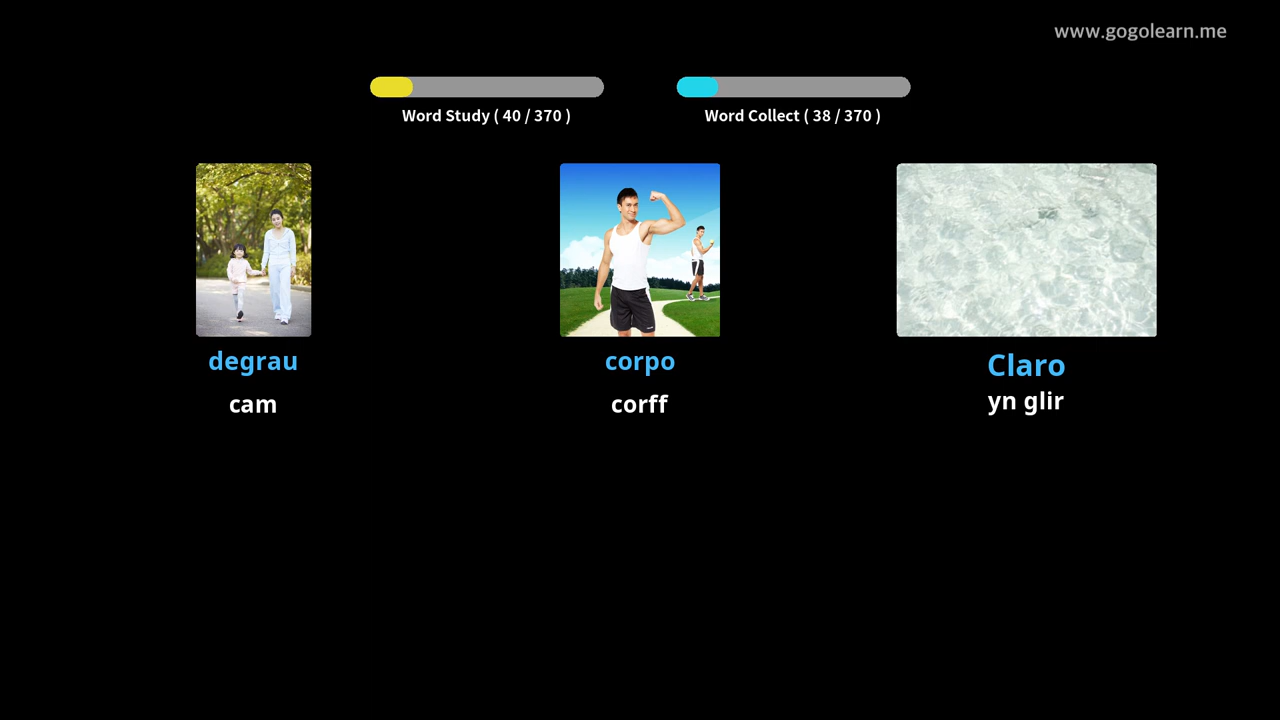 www.gogolearn.me
Word Study ( 40 / 370 )
Word Collect ( 38 / 370 )
degrau
cam
corpo
corff
Claro
yn glir